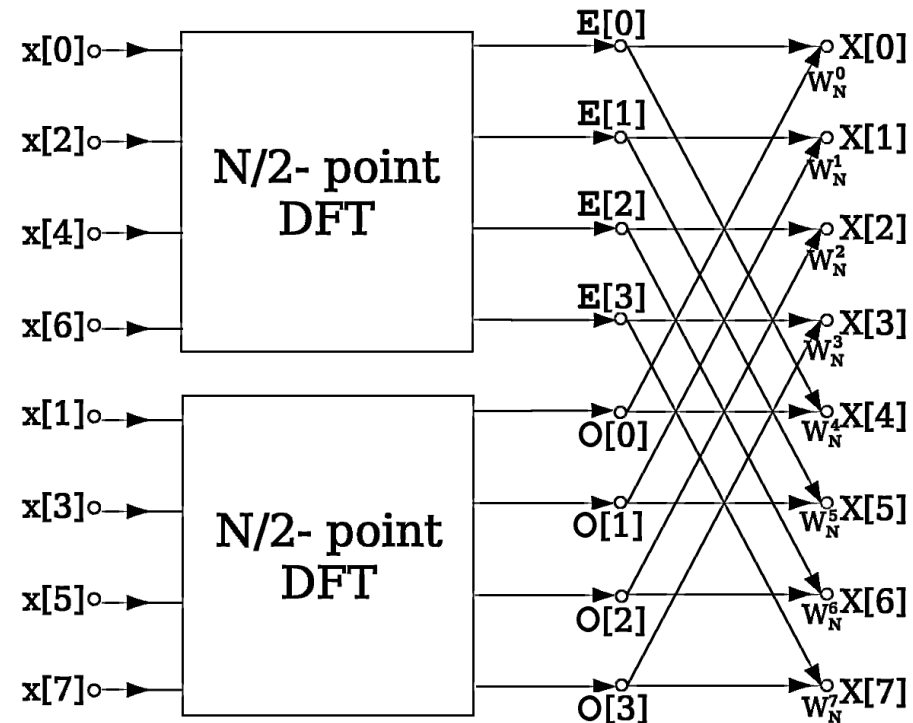 x[0]
x[2]
x[4]
x[6]
x[1]
x[3]
x[5]
x[7]
N/2- point
DFT
N/2- point
DFT
E[0]
E[1]
E[2]
E[3]
O[0]
O[1]
O[2]
O[3]
X[0]
W_N^0
X[1]
W_N^1
X[2]
W_N^2
X[3]
W_N^3
X[4]
W_N^4
X[5]
W_N^5
X[6]
W_N^6
X[7]
W_N^7